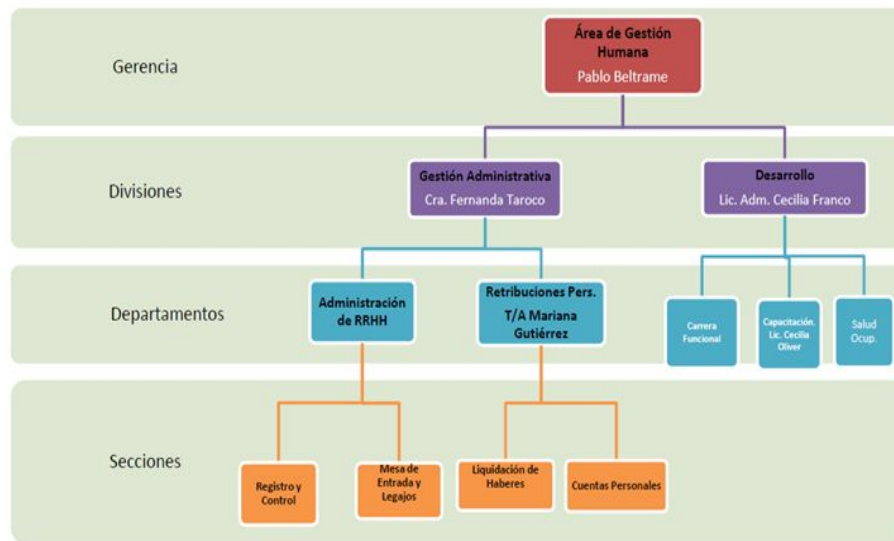 Gerencia
Área de Gestión
Humana
Pablo Beltrame
Divisiones
Gestión Administrativa
Cra. Fernanda Taroco
Desarrollo
Lic. Adm. Cecilia Franco
Departamentos
Administración
de RRHH
Retribuciones Pers.
T/A Mariana
Gutiérrez
Carrera
Funcional
Capacitación.
Lic. Cecilia
Oliver
Salud
Ocup.
Secciones
Registro y
Control
Mesa de
Entrada y
Legajos
Liquidación de
Haberes
Cuentas Personales